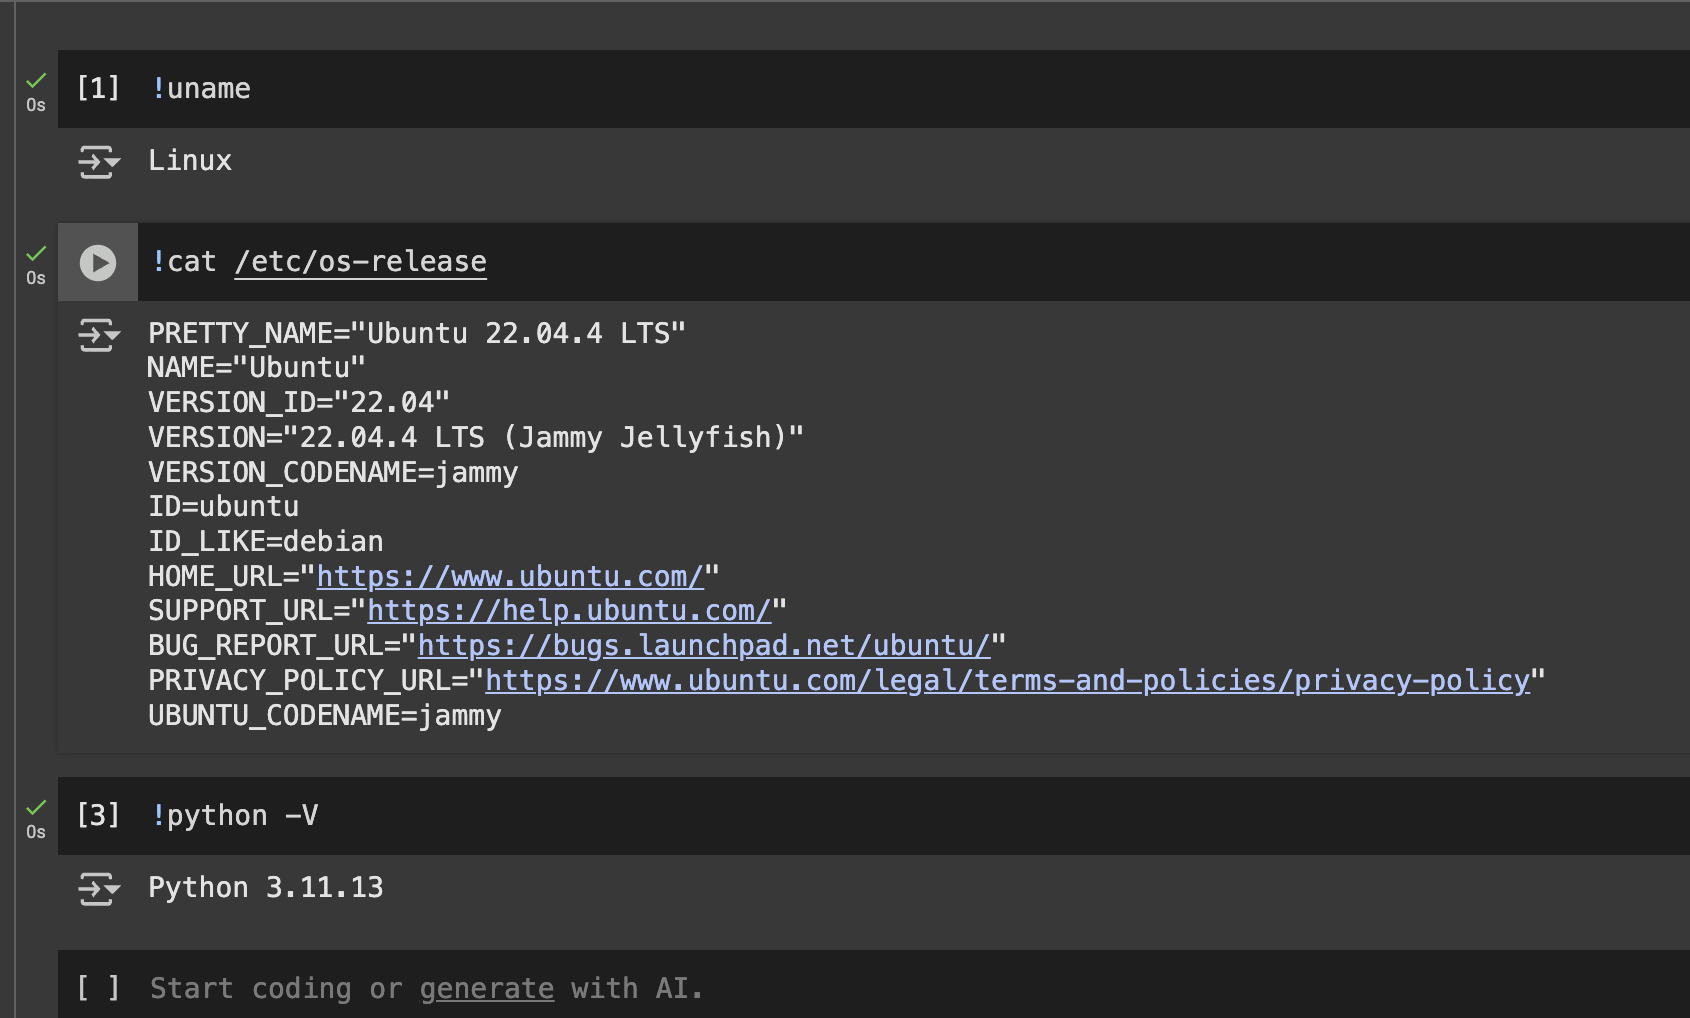 [1] !uname
0s
Linux
!cat /etc/os-release
0s
PRETTY_NAME="Ubuntu 22.04.4 LTS"
NAME="Ubuntu"
VERSION_ID="22.04"
VERSION="22.04.4 LTS (Jammy Jellyfish)"
VERSION_CODENAME=jammy
ID=ubuntu
ID_LIKE=debian
HOME_URL="https://www.ubuntu.com/"
SUPPORT_URL="https://help.ubuntu.com/"
BUG_REPORT_URL="https://bugs.launchpad.net/ubuntu/"
PRIVACY_POLICY_URL="https://www.ubuntu.com/legal/terms-and-policies/privacy-policy"
UBUNTU_CODENAME=jammy
[3] !python -V
0s
Python 3.11.13
[ ] Start coding or generate with AI.